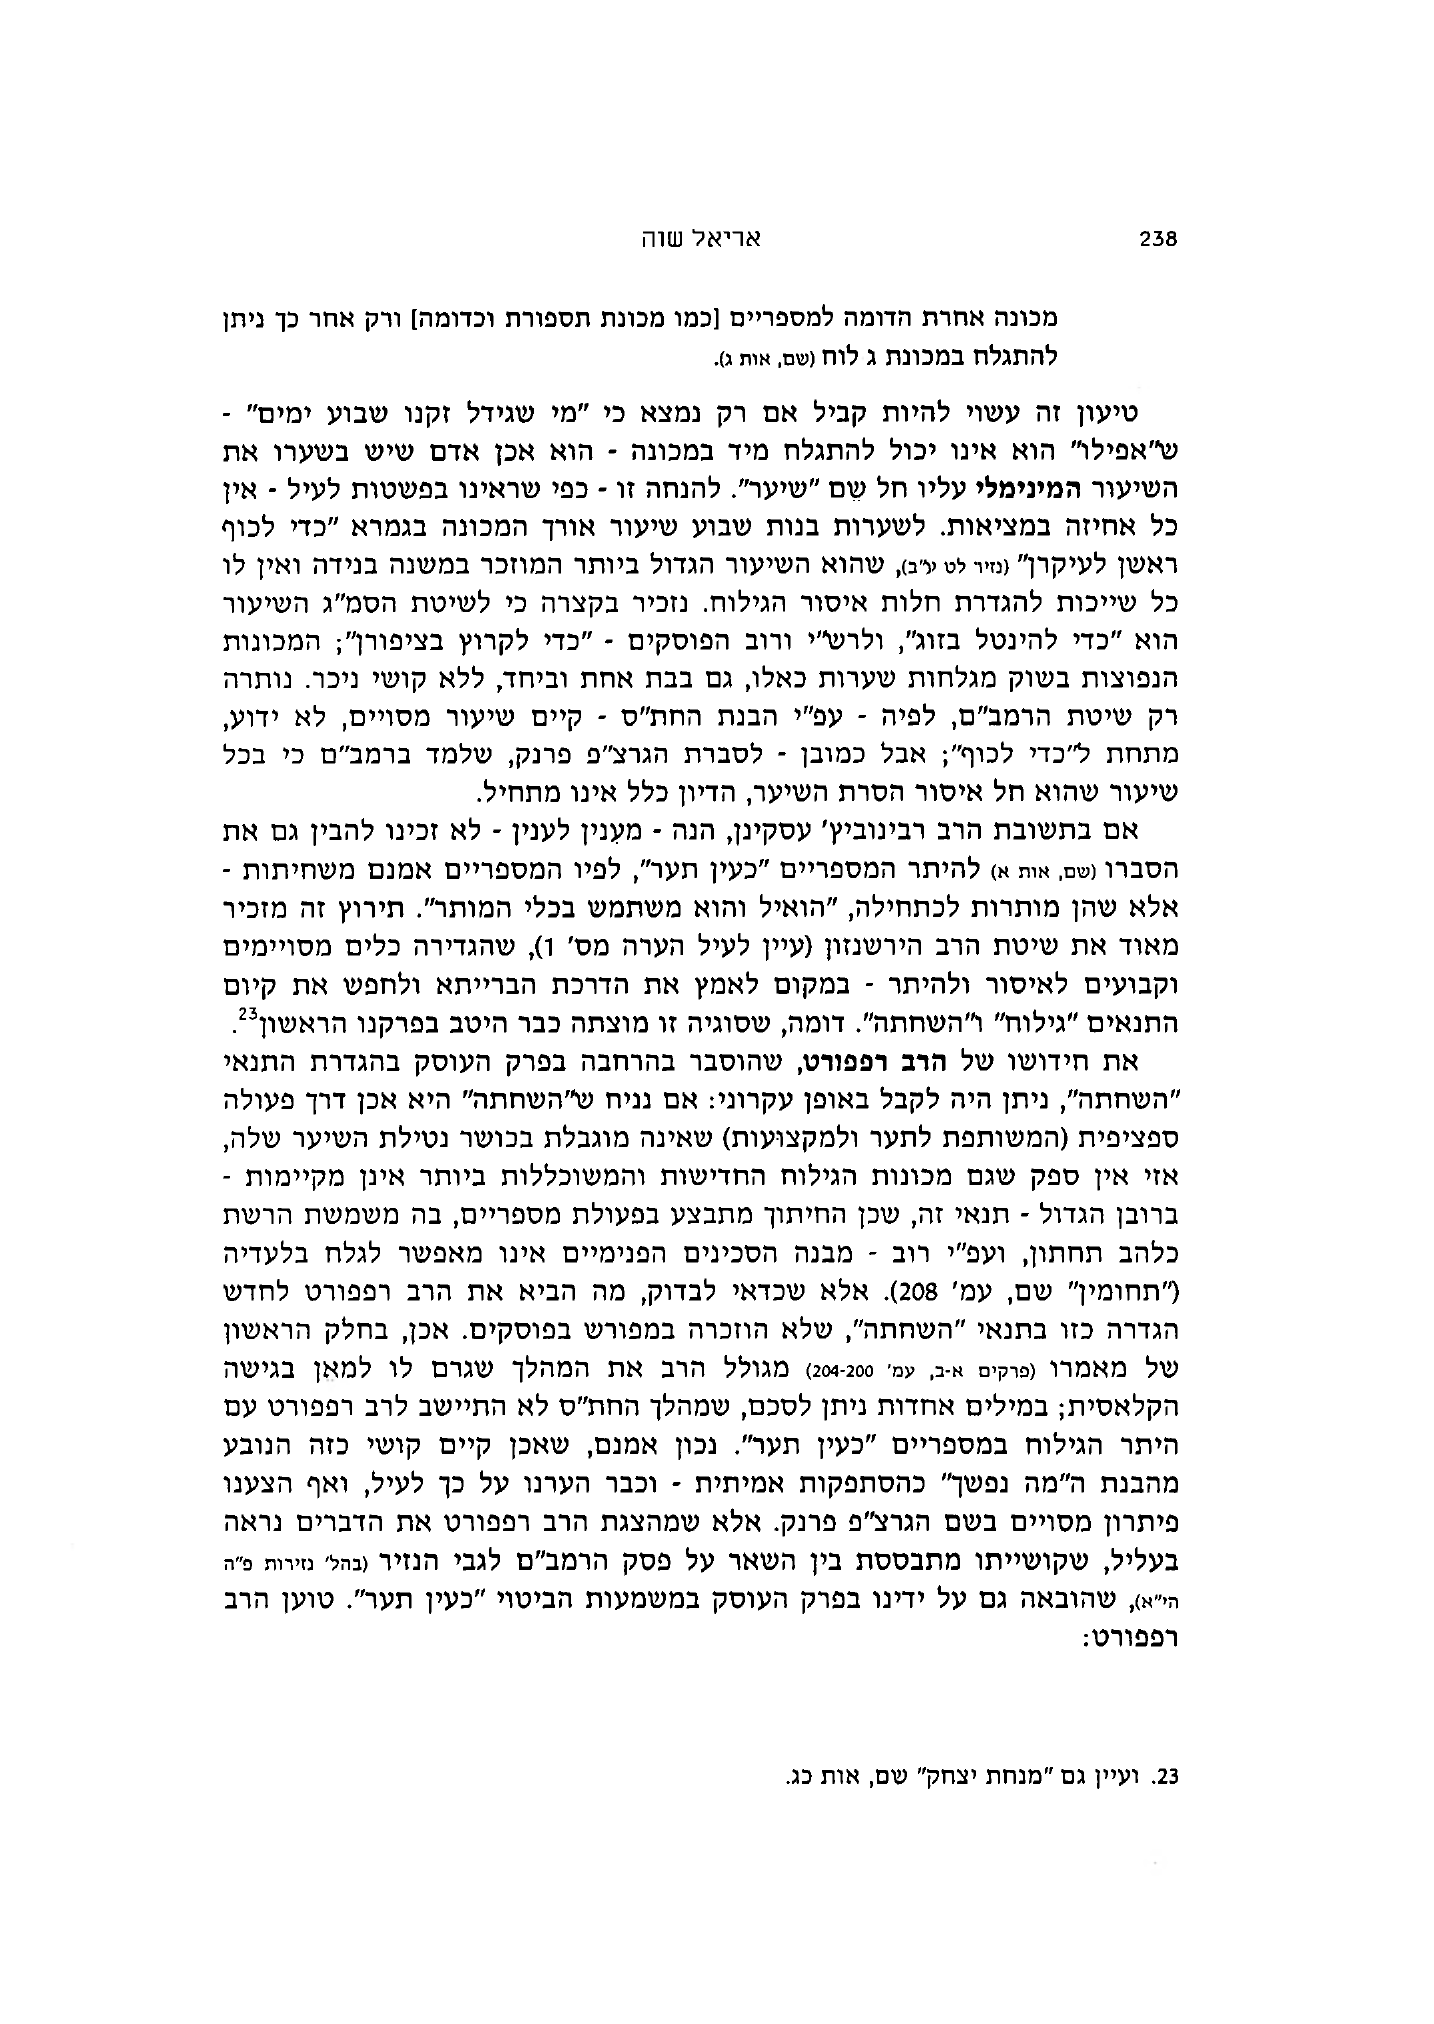 238
אריאל שוה
מכונה אחרת הדומה למספריים [כמו מכונת תספורת וכדומה] ורק אחר כך ניתן
להתגלח במכונת ג לוח (שם, אות ג).
טיעון זה עשוי להיות קביל אם רק נמצא כי "מי שגידל זקנו שבוע ימים" -
ש"אפילו" הוא אינו יכול להתגלח מיד במכונה - הוא אכן אדם שיש בשערו את
השיעור המינימלי עליו חל שם "שיער". להנחה זו - כפי שראינו בפשטות לעיל - אין
כל אחיזה במציאות. לשערות בנות שבוע שיעור אורך המכונה בגמרא "כדי לכוף
ראשן לעיקרן" (נזיר לט ע"ב), שהוא השיעור הגדול ביותר המוזכר במשנה בנידה ואין לו
כל שייכות להגדרת חלות איסור הגילוח. נזכיר בקצרה כי לשיטת הסמ"ג השיעור
הוא "כדי להינטל בזוג", ולרש"י ורוב הפוסקים - "כדי לקרוץ בציפורן"; המכונות
הנפוצות בשוק מגלחות שערות כאלו, גם בבת אחת וביחד, ללא קושי ניכר. נותרה
רק שיטת הרמב"ם, לפיה - עפ"י הבנת החת"ס - קיים שיעור מסויים, לא ידוע,
מתחת ל"כדי לכוף"; אבל כמובן - לסברת הגרצ"פ פרנק, שלמד ברמב"ם כי בכל
שיעור שהוא חל איסור הסרת השיער, הדיון כלל אינו מתחיל.
אם בתשובת הרב רבינוביץ' עסקינן, הנה - מענין לענין - לא זכינו להבין גם את
הסברו (שם, אות א) להיתר המספריים "כעין תער", לפיו המספריים אמנם משחיתות -
אלא שהן מותרות לכתחילה, "הואיל והוא משתמש בכלי המותר". תירוץ זה מזכיר
מאוד את שיטת הרב הירשנזון (עיין לעיל הערה מס' 1), שהגדירה כלים מסויימים
וקבועים לאיסור ולהיתר - במקום לאמץ את הדרכת הברייתא ולחפש את קיום
התנאים "גילוח" ו"השחתה". דומה, שסוגיה זו מוצתה כבר היטב בפרקנו הראשון23.
את חידושו של הרב רפפורט, שהוסבר בהרחבה בפרק העוסק בהגדרת התנאי
"השחתה", ניתן היה לקבל באופן עקרוני: אם נניח ש"השחתה" היא אכן דרך פעולה
ספציפית (המשותפת לתער ולמקצועות) שאינה מוגבלת בכושר נטילת השיער שלה,
אזי אין ספק שגם מכונות הגילוח החדישות והמשוכללות ביותר אינן מקיימות -
ברובן הגדול - תנאי זה, שכן החיתוך מתבצע בפעולת מספריים, בה משמשת הרשת
כלהב תחתון, ועפ"י רוב - מבנה הסכינים הפנימיים אינו מאפשר לגלח בלעדיה
("תחומין" שם, עמ' 208). אלא שכדאי לבדוק, מה הביא את הרב רפפורט לחדש
הגדרה כזו בתנאי "השחתה", שלא הוזכרה במפורש בפוסקים. אכן, בחלק הראשון
של מאמרו (פרקים א-ב, עמ' 204-200) מגולל הרב את המהלך שגרם לו למאן בגישה
הקלאסית; במילים אחדות ניתן לסכם, שמהלך החת"ס לא התיישב לרב רפפורט עם
היתר הגילוח במספריים "כעין תער". נכון אמנם, שאכן קיים קושי כזה הנובע
מהבנת ה"מה נפשך" כהסתפקות אמיתית - וכבר הערנו על כך לעיל, ואף הצענו
פיתרון מסויים בשם הגרצ"פ פרנק. אלא שמהצגת הרב רפפורט את הדברים נראה
בעליל, שקושייתו מתבססת בין השאר על פסק הרמב"ם לגבי הנזיר (בהל' נזירות פ"ה
הי"א), שהובאה גם על ידינו בפרק העוסק במשמעות הביטוי "כעין תער". טוען הרב
רפפורט:
23. ועיין גם "מנחת יצחק" שם, אות כג.